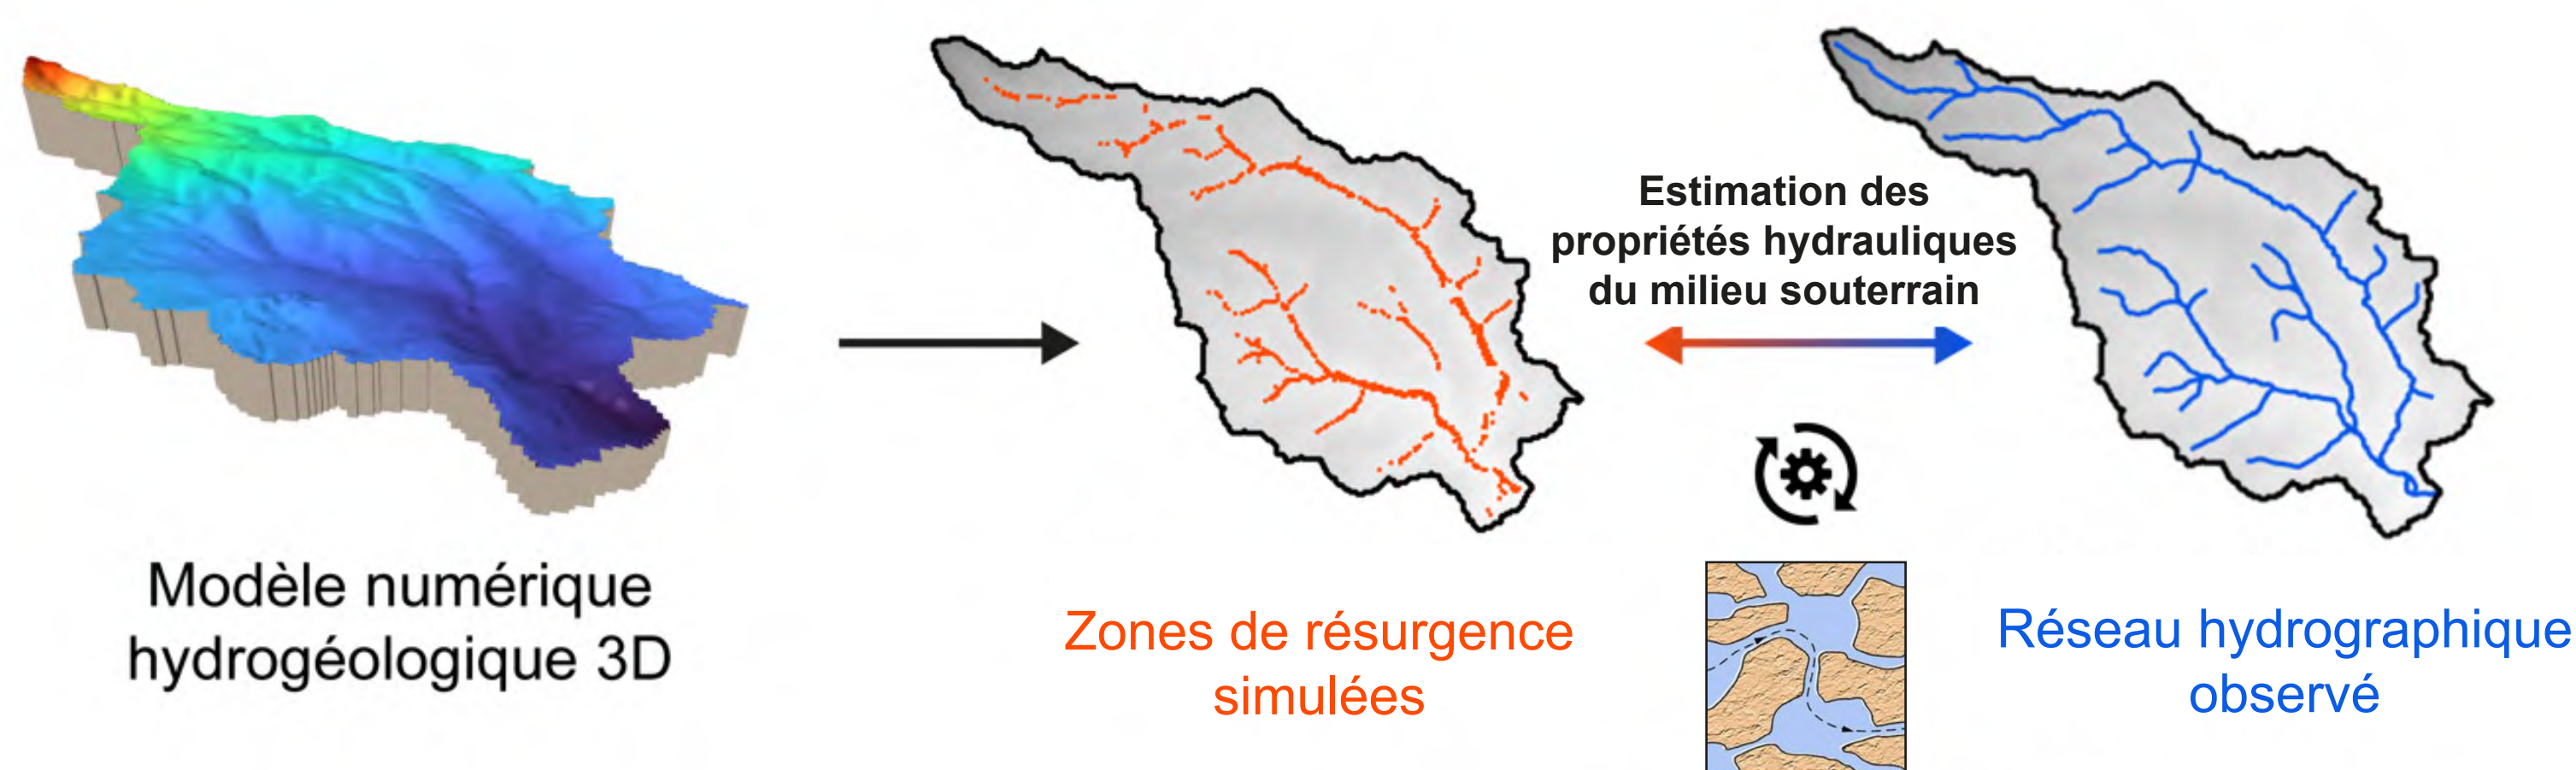 Modèle numérique
hydrogéologique 3D
Zones de résurgence
simulées
Estimation des
propriétés hydrauliques
du milieu souterrain
Réseau hydrographique
observé